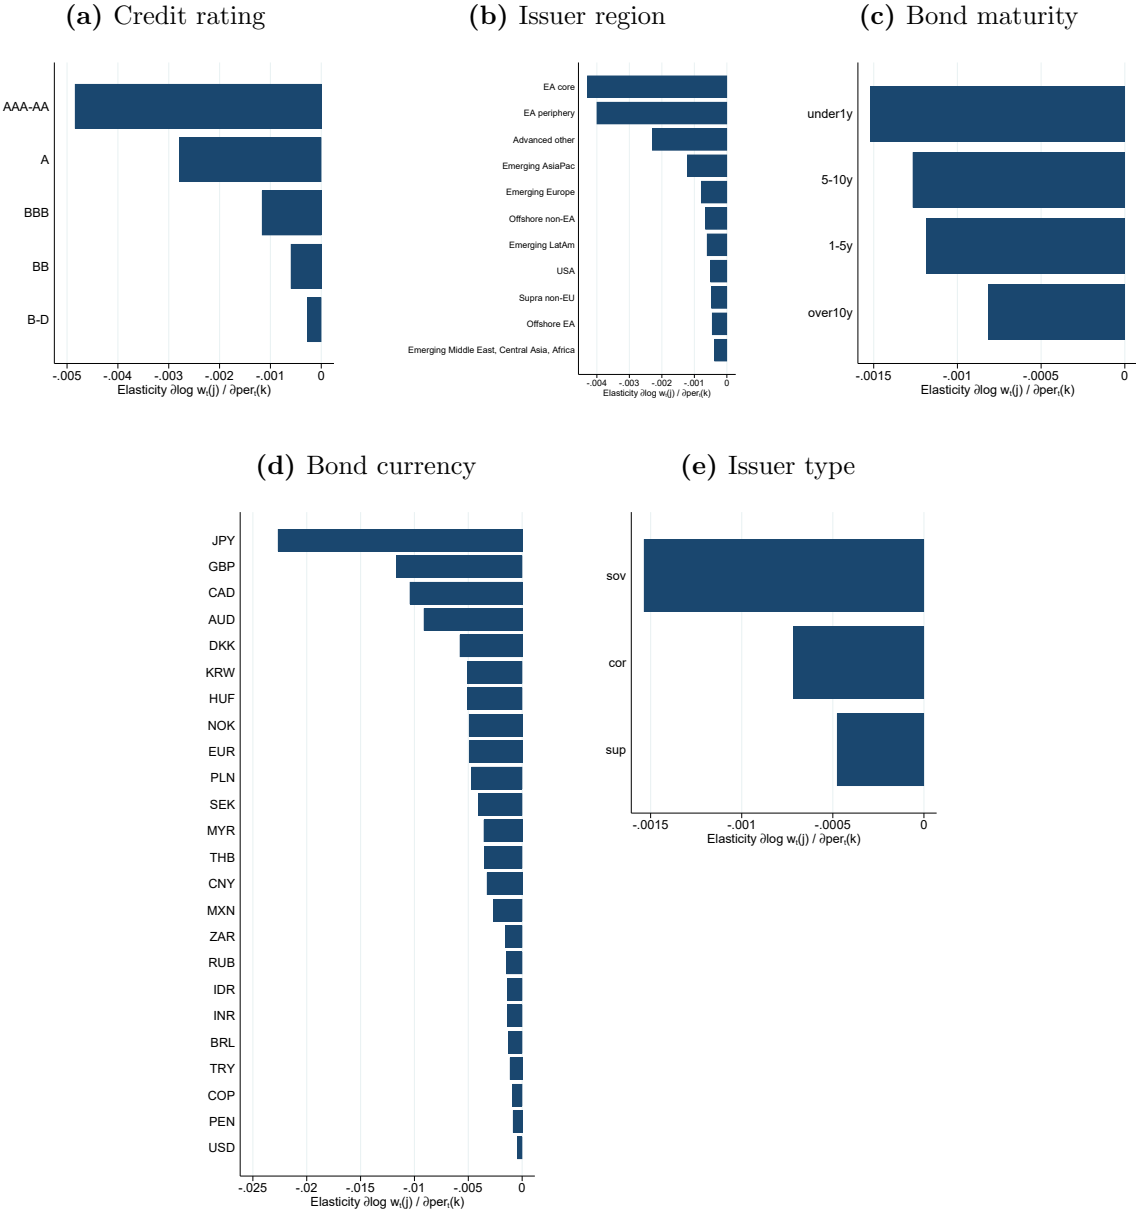 (a) Credit rating
AAA-AA
A
BBB
BB
B-D
-.005 -.004 -.003 -.002 -.001 0
Elasticity ∂log wₜ(j) / ∂perₜ(k)
(b) Issuer region
EA core
EA periphery
Advanced other
Emerging AsiaPac
Emerging Europe
Offshore non-EA
Emerging LatAm
USA
Supra non-EU
Offshore EA
Emerging Middle East, Central Asia, Africa
-.004 -.003 -.002 -.001 0
Elasticity ∂log wₜ(j) / ∂perₜ(k)
(c) Bond maturity
under1y
5-10y
1-5y
over10y
-.0015 -.001 -.0005 0
Elasticity ∂log wₜ(j) / ∂perₜ(k)
(d) Bond currency
JPY
GBP
CAD
AUD
DKK
KRW
HUF
NOK
EUR
PLN
SEK
MYR
THB
CNY
MXN
ZAR
RUB
IDR
INR
BRL
TRY
COP
PEN
USD
-.025 -.02 -.015 -.01 -.005 0
Elasticity ∂log wₜ(j) / ∂perₜ(k)
(e) Issuer type
sov
cor
sup
-.0015 -.001 -.0005 0
Elasticity ∂log wₜ(j) / ∂perₜ(k)